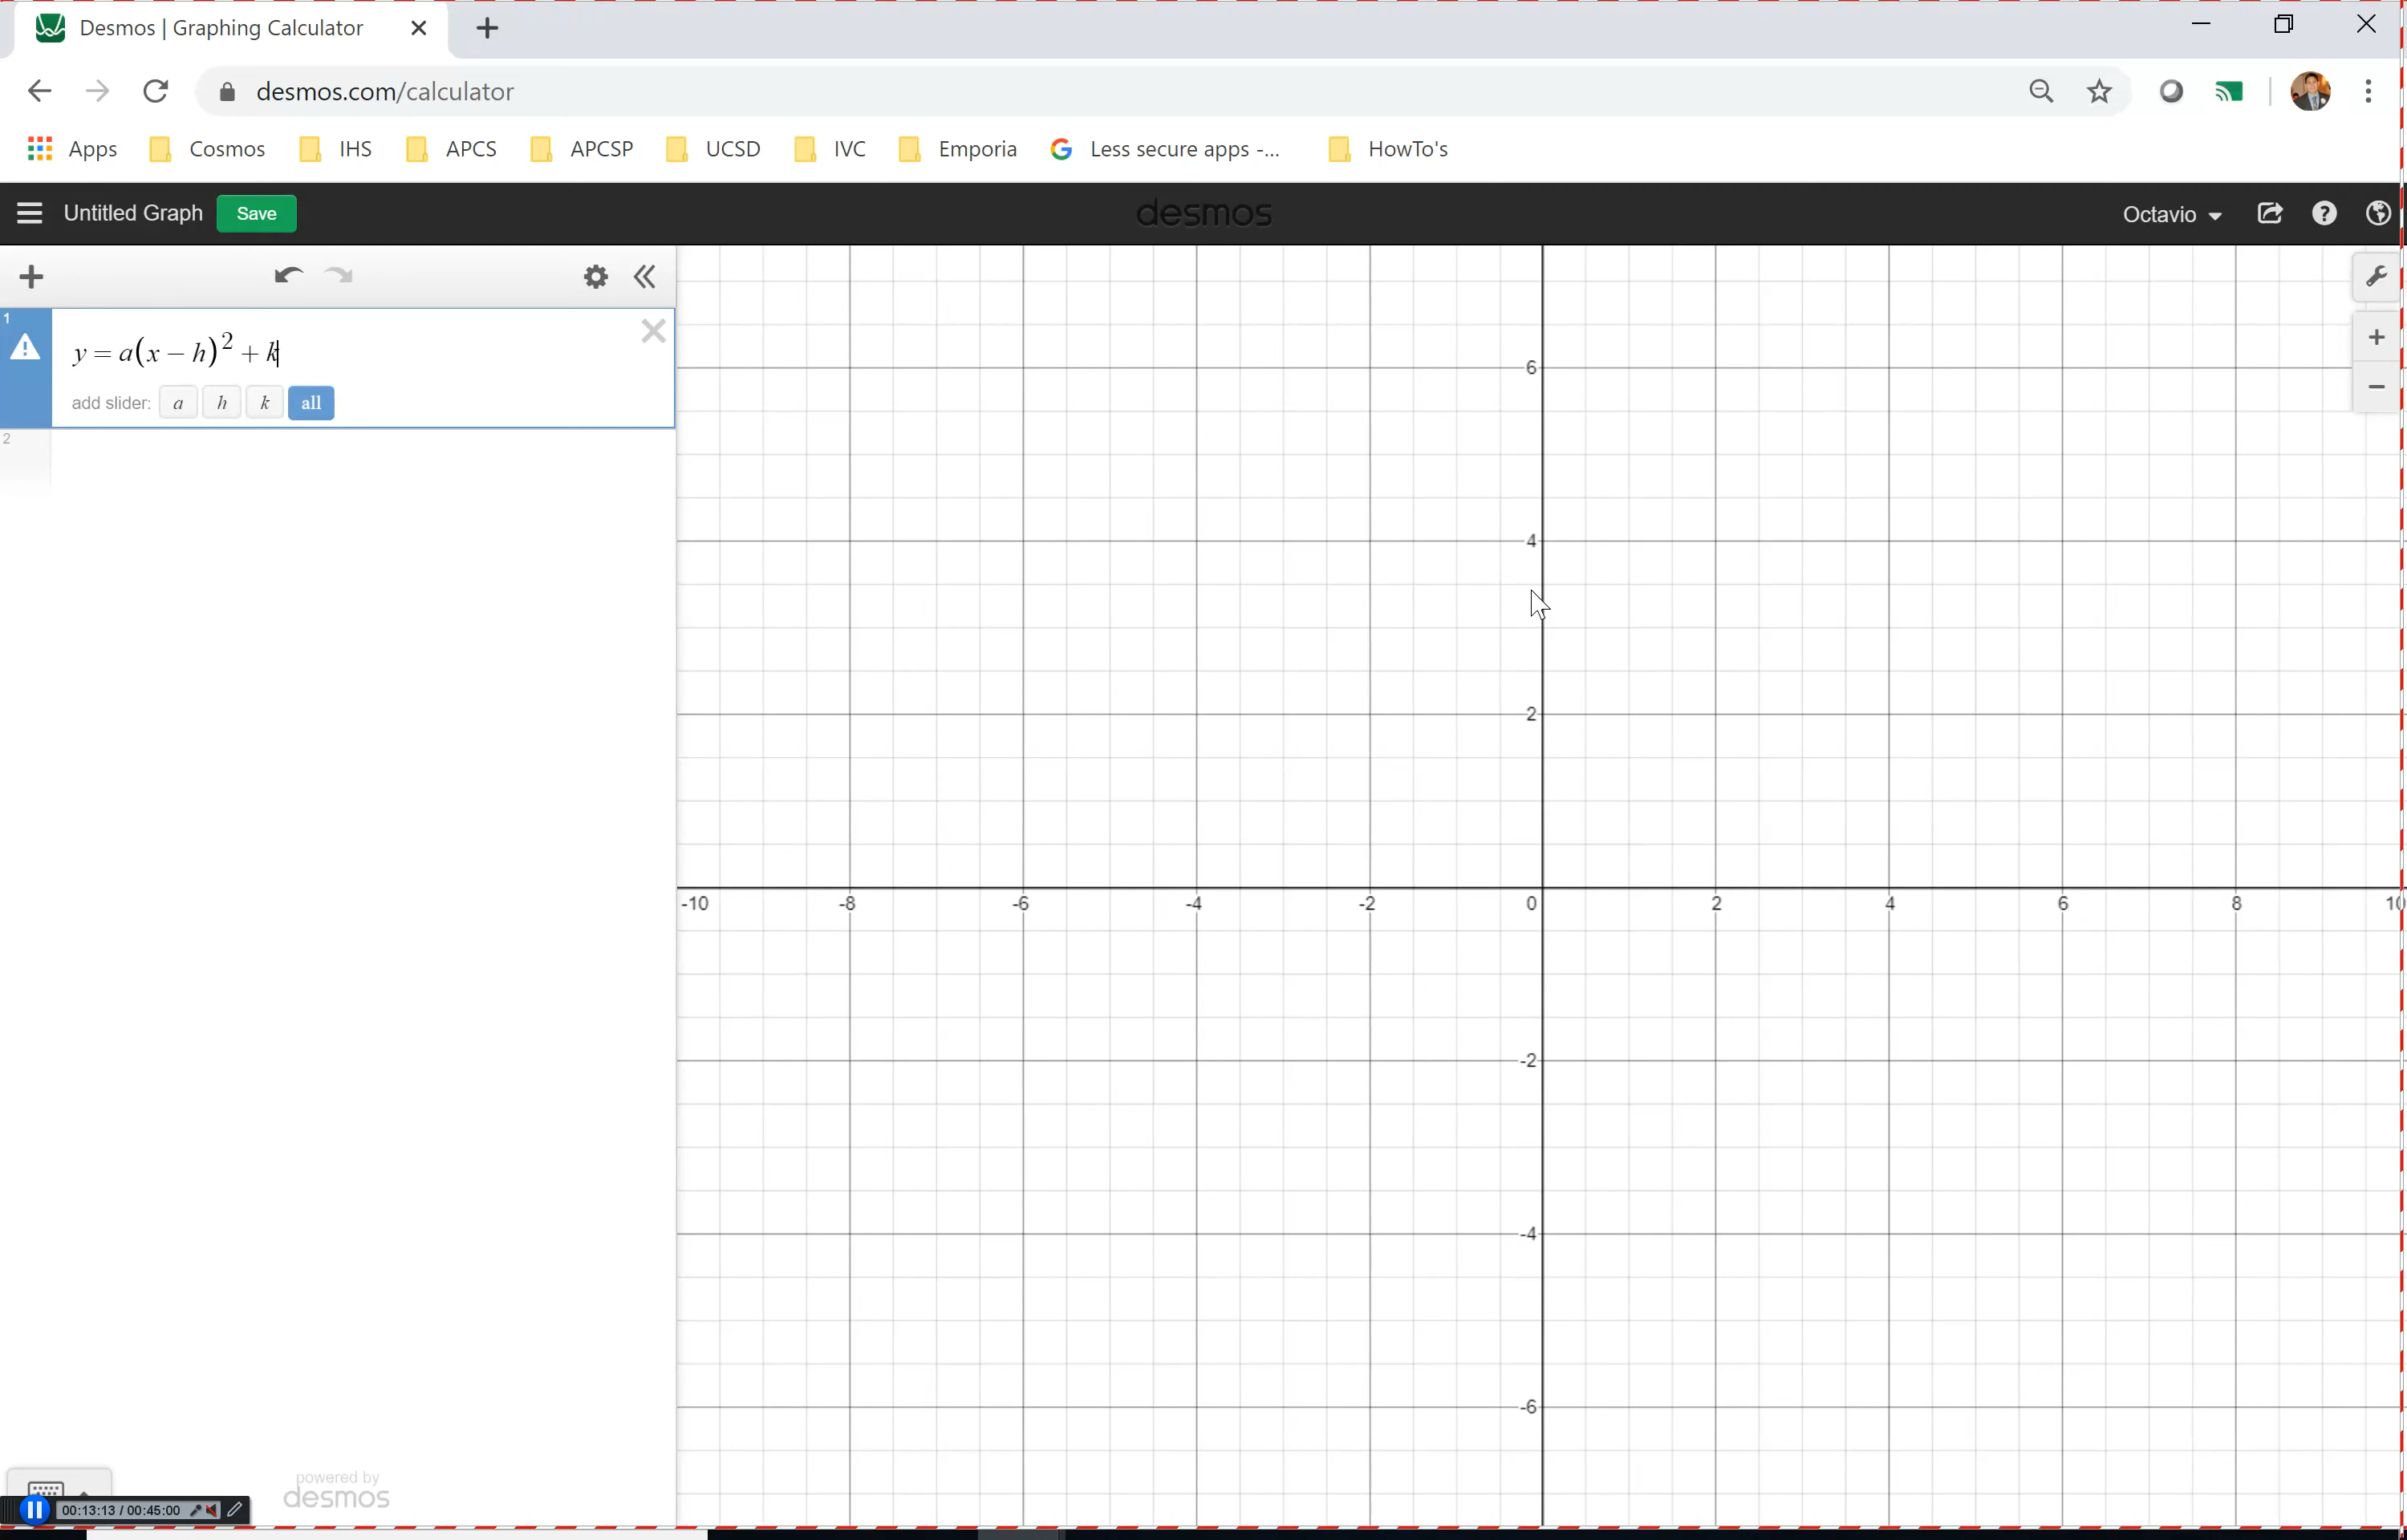 Desmos | Graphing Calculator
desmos.com/calculator
Apps Cosmos IHS APCS APCSP UCSD IVC Emporia Less secure apps -... HowTo's
Untitled Graph Save desmos Octavio
1
y = a(x − h)² + k
add slider: a h k all
2
6
4
2
-10 -8 -6 -4 -2 0 2 4 6 8 10
-2
-4
-6
powered by
desmos
00:13:13 / 00:45:00